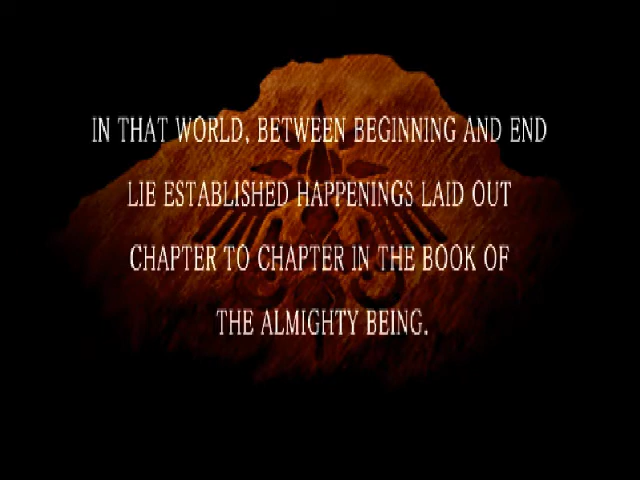 IN THAT WORLD, BETWEEN BEGINNING AND END
LIE ESTABLISHED HAPPENINGS LAID OUT
CHAPTER TO CHAPTER IN THE BOOK OF
THE ALMIGHTY BEING.